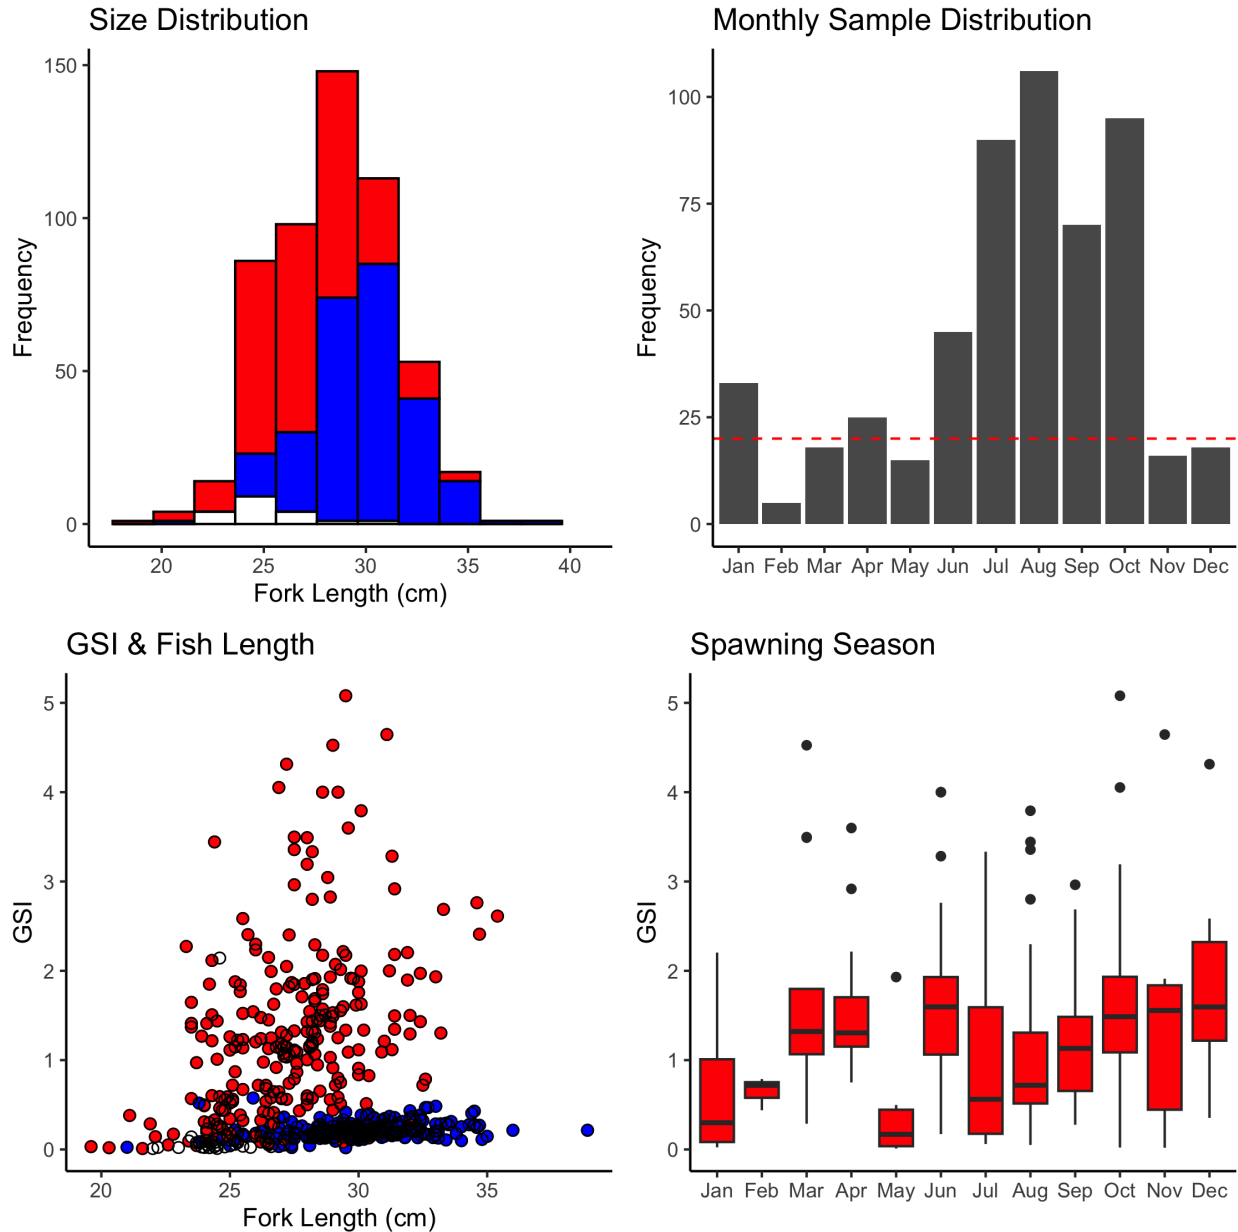 Size Distribution
Frequency
150
100
50
0
20 25 30 35 40
Fork Length (cm)
Monthly Sample Distribution
Frequency
100
75
50
25
0
Jan Feb Mar Apr May Jun Jul Aug Sep Oct Nov Dec
GSI & Fish Length
GSI
5
4
3
2
1
0
20 25 30 35
Fork Length (cm)
Spawning Season
GSI
5
4
3
2
1
0
Jan Feb Mar Apr May Jun Jul Aug Sep Oct Nov Dec